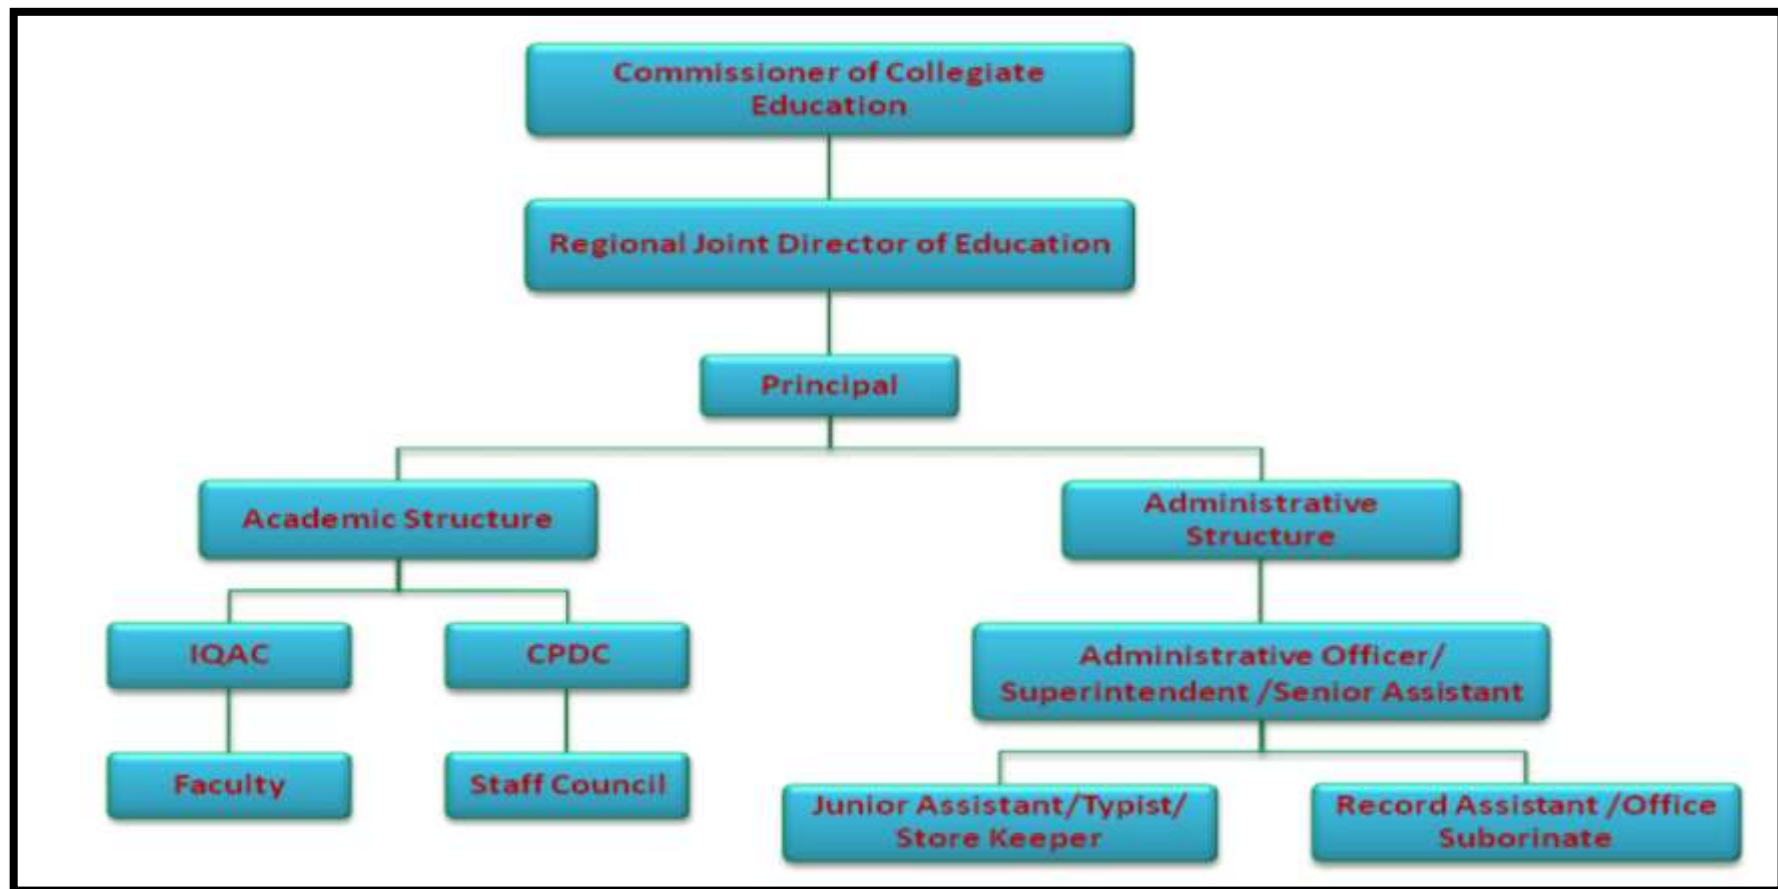 Commissioner of Collegiate
Education
Regional Joint Director of Education
Principal
Academic Structure
Administrative
Structure
IQAC
CPDC
Administrative Officer/
Superintendent /Senior Assistant
Faculty
Staff Council
Junior Assistant/Typist/
Store Keeper
Record Assistant /Office
Suborinate